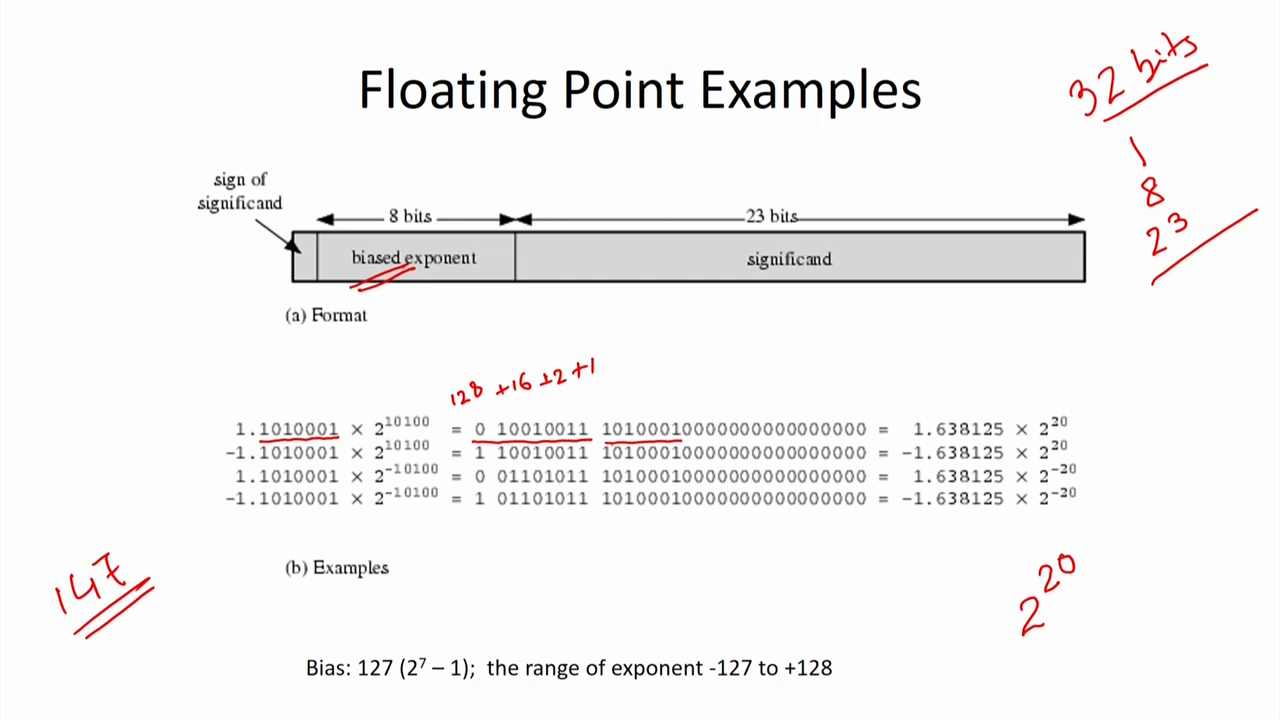 Floating Point Examples
32 bits
1
8
23
sign of
significand
8 bits
23 bits
biased exponent
significand
(a) Format
128 +16 +2 +1
1.1010001 × 2^10100 = 0 10010011 10100010000000000000000 = 1.638125 × 2^20
-1.1010001 × 2^10100 = 1 10010011 10100010000000000000000 = -1.638125 × 2^20
1.1010001 × 2^-10100 = 0 01101011 10100010000000000000000 = 1.638125 × 2^-20
-1.1010001 × 2^-10100 = 1 01101011 10100010000000000000000 = -1.638125 × 2^-20
147
(b) Examples
2^20
Bias: 127 (2^7 – 1); the range of exponent -127 to +128